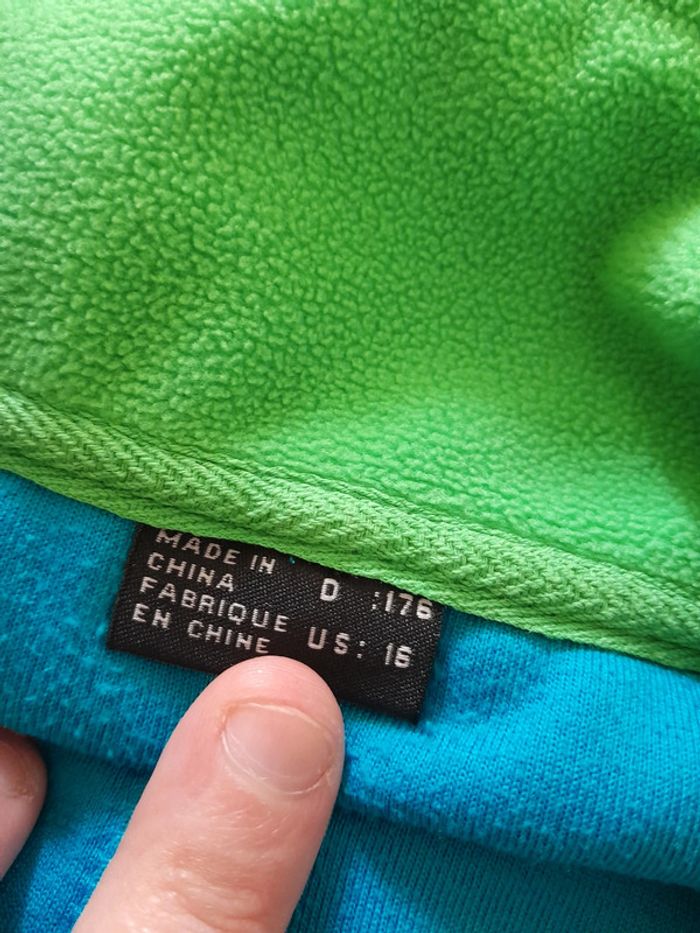 MADE IN
CHINA
FABRIQUE
EN CHINE
D :176
US: 16